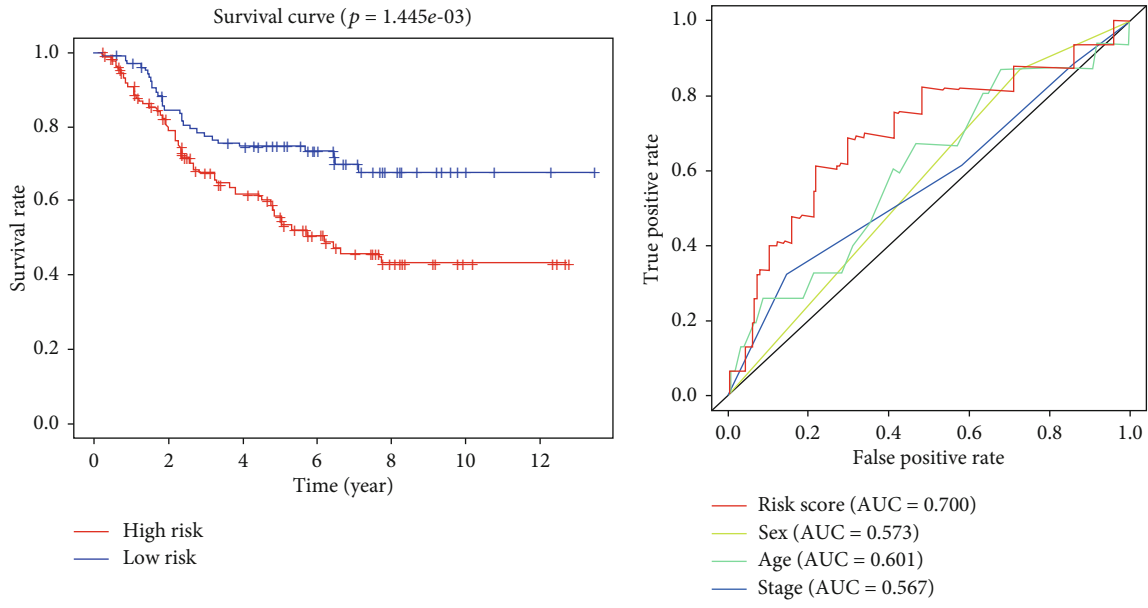 Survival curve (p = 1.445e-03)
Survival rate
1.0
0.8
0.6
0.4
0.2
0.0
0 2 4 6 8 10 12
Time (year)
High risk
Low risk
True positive rate
1.0
0.8
0.6
0.4
0.2
0.0
0.0 0.2 0.4 0.6 0.8 1.0
False positive rate
Risk score (AUC = 0.700)
Sex (AUC = 0.573)
Age (AUC = 0.601)
Stage (AUC = 0.567)